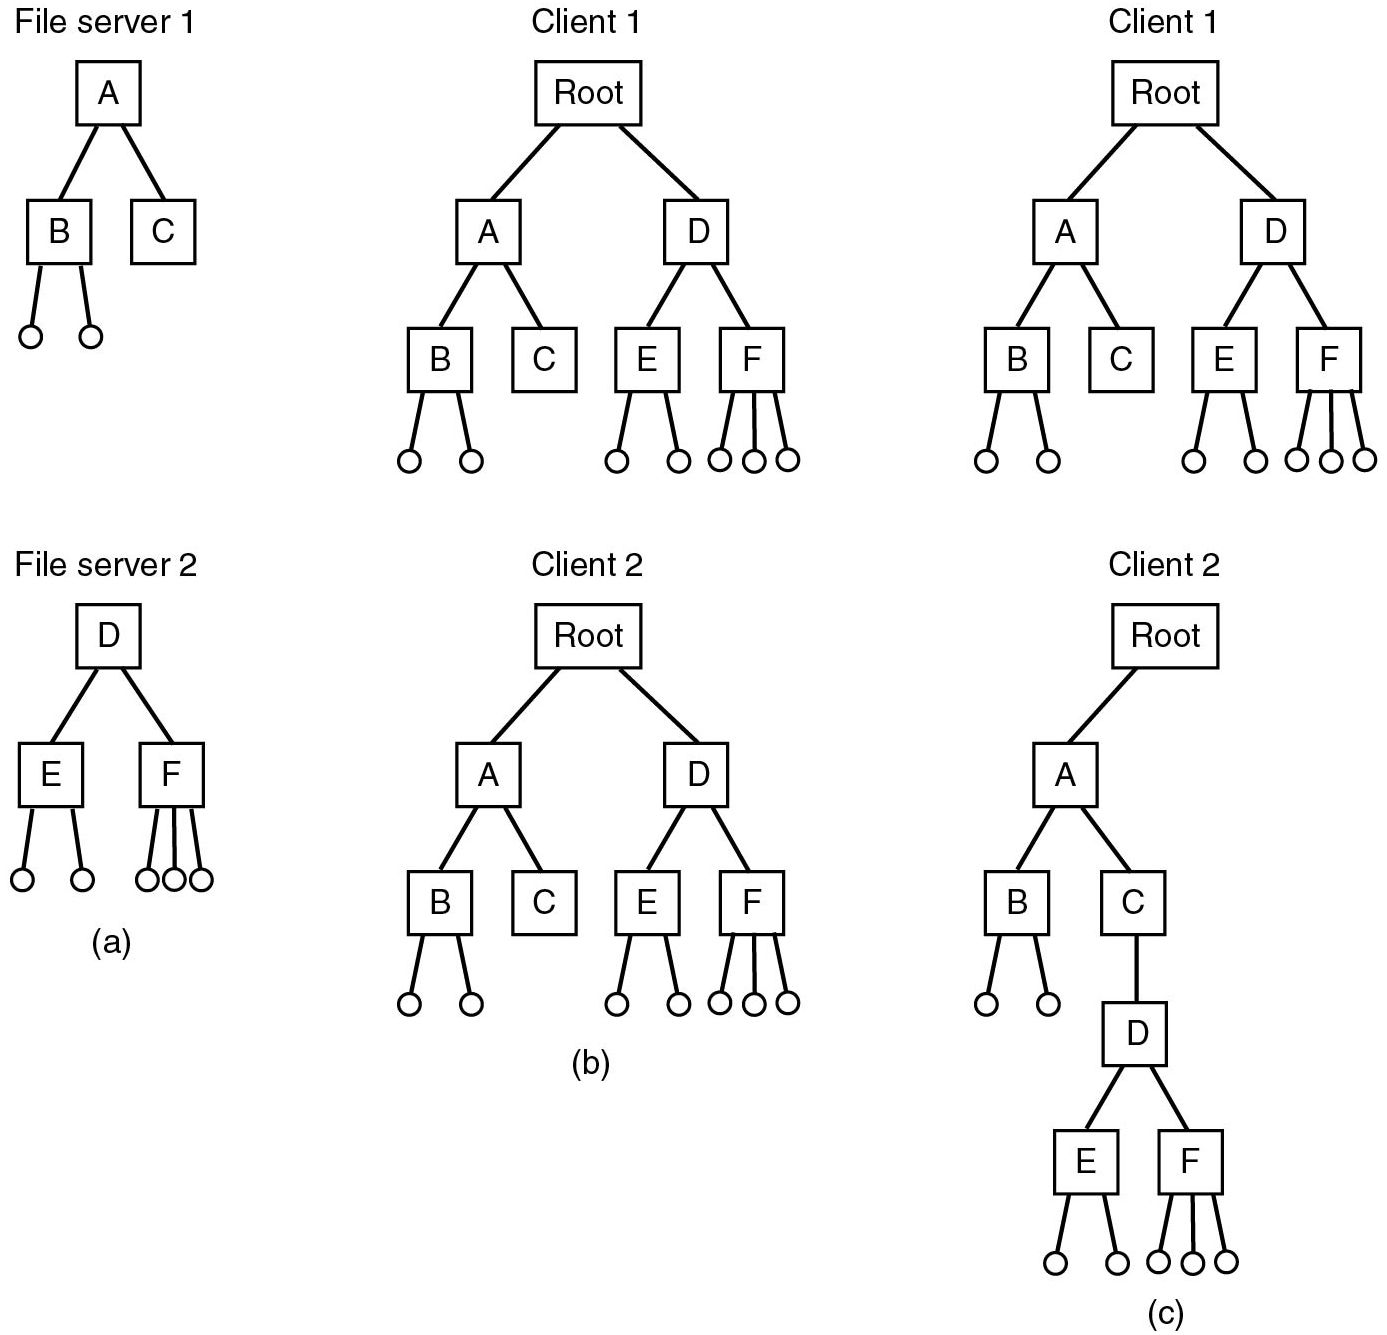 File server 1
A
B C
Client 1
Root
A D
B C E F
Client 1
Root
A D
B C E F
File server 2
D
E F
(a)
Client 2
Root
A D
B C E F
(b)
Client 2
Root
A
B C
D
E F
(c)